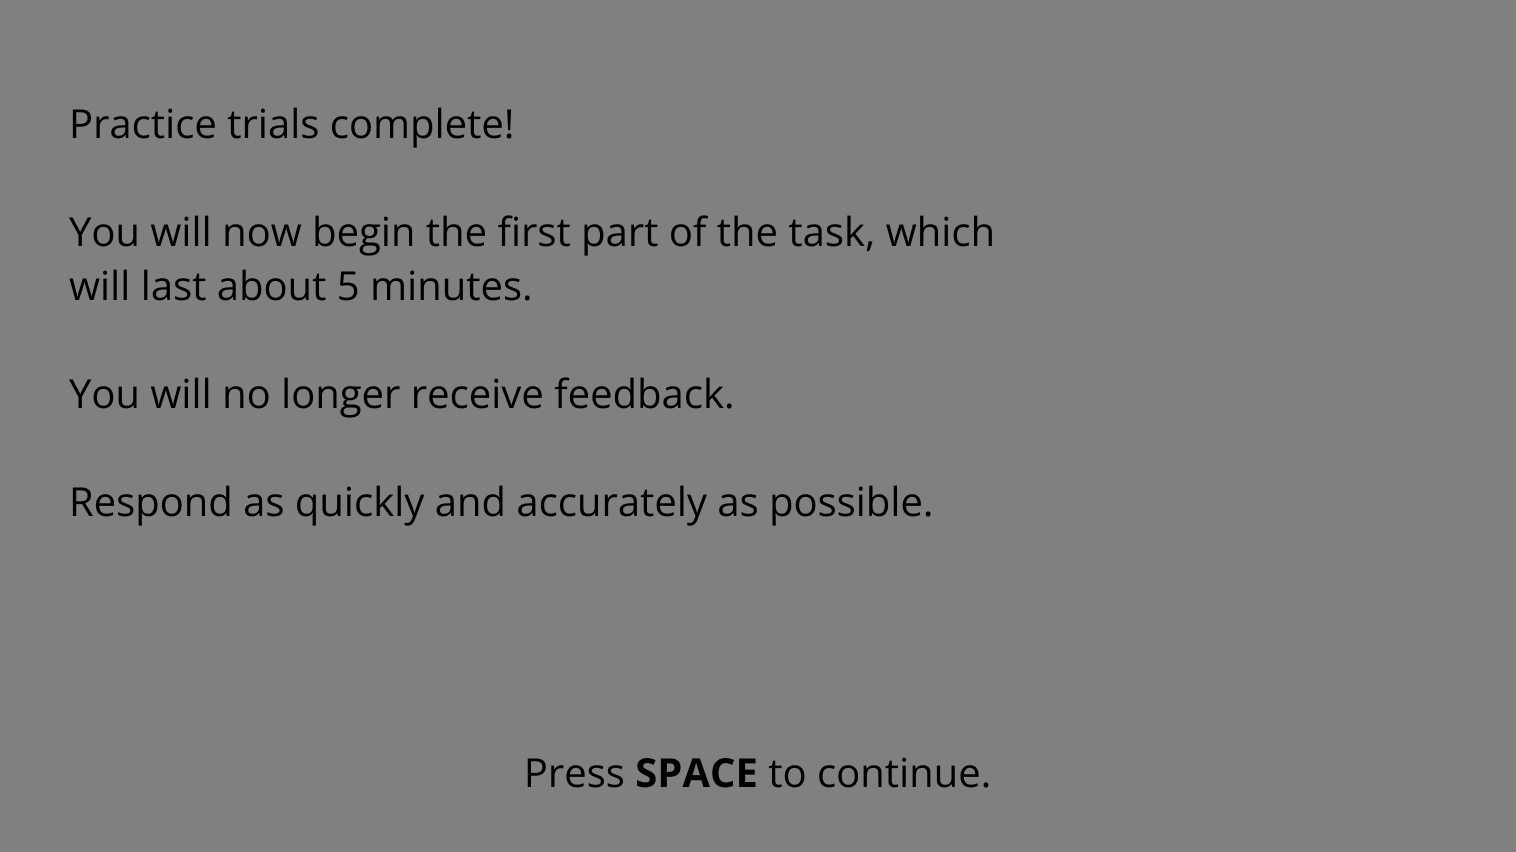 Practice trials complete!
You will now begin the first part of the task, which
will last about 5 minutes.
You will no longer receive feedback.
Respond as quickly and accurately as possible.
Press SPACE to continue.